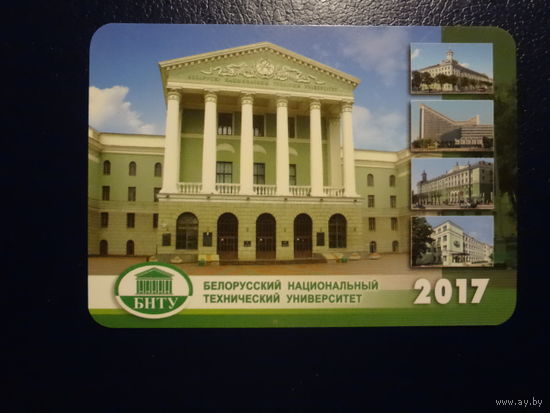 БНТУ
БЕЛОРУССКИЙ НАЦИОНАЛЬНЫЙ
ТЕХНИЧЕСКИЙ УНИВЕРСИТЕТ
2017
www.ay.by